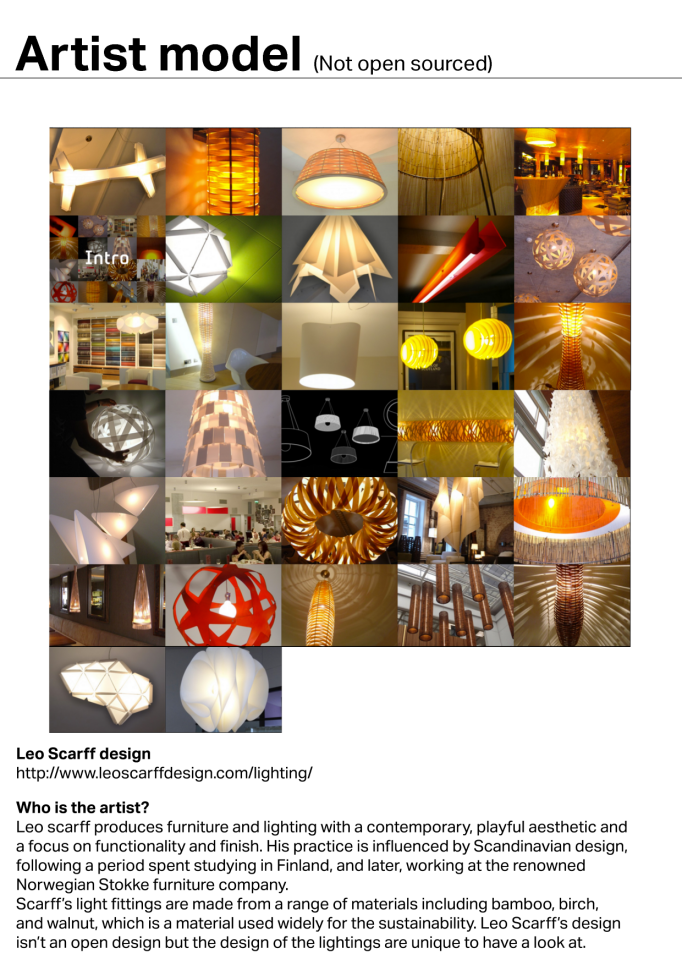 Artist model (Not open sourced)
Intro
Leo Scarff design
http://www.leoscarffdesign.com/lighting/
Who is the artist?
Leo scarff produces furniture and lighting with a contemporary, playful aesthetic and
a focus on functionality and finish. His practice is influenced by Scandinavian design,
following a period spent studying in Finland, and later, working at the renowned
Norwegian Stokke furniture company.
Scarff’s light fittings are made from a range of materials including bamboo, birch,
and walnut, which is a material used widely for the sustainability. Leo Scarff’s design
isn’t an open design but the design of the lightings are unique to have a look at.